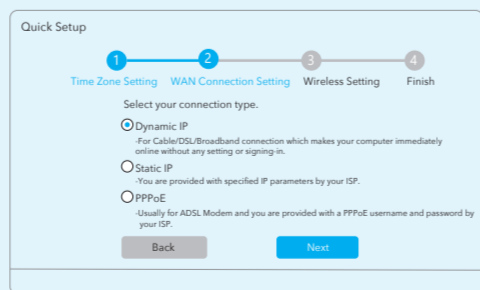 Quick Setup
1 2 3 4
Time Zone Setting WAN Connection Setting Wireless Setting Finish
Select your connection type.
Dynamic IP
-For Cable/DSL/Broadband connection which makes your computer immediately
online without any setting or signing-in.
Static IP
-You are provided with specified IP parameters by your ISP.
PPPoE
-Usually for ADSL Modem and you are provided with a PPPoE username and password by
your ISP.
Back Next